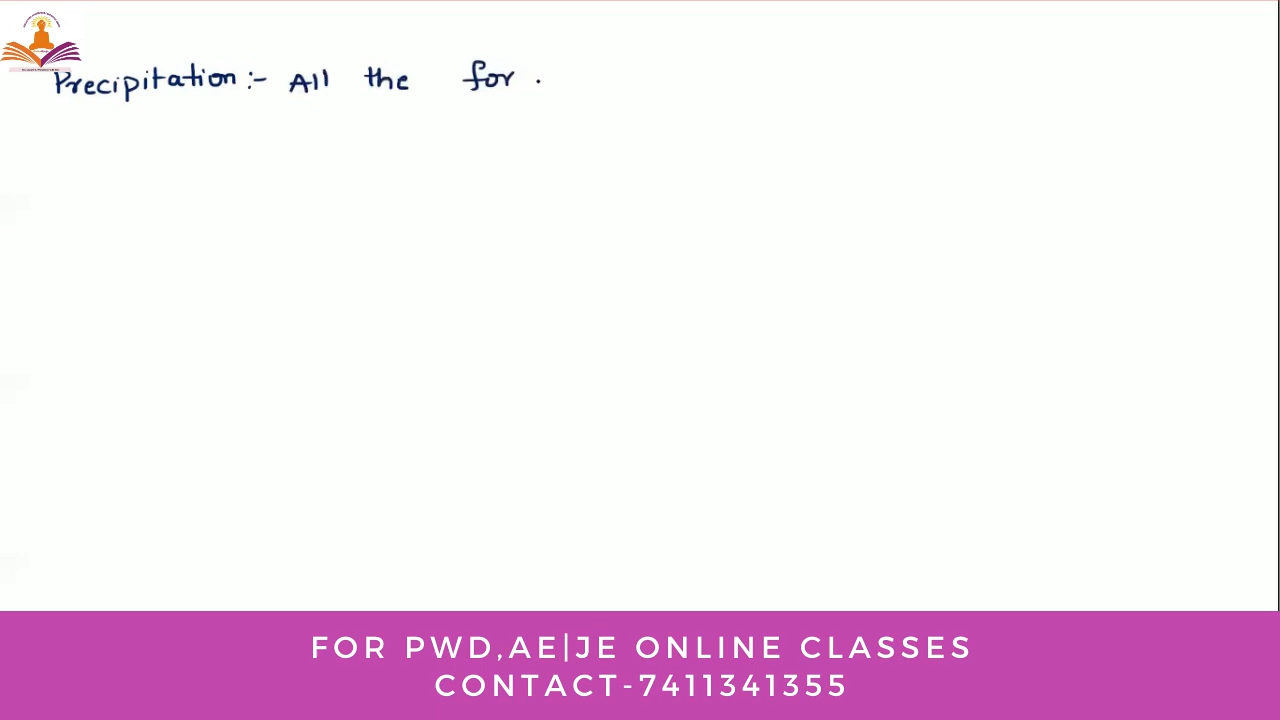 Precipitation :- All the for
FOR PWD,AE|JE ONLINE CLASSES
CONTACT-7411341355